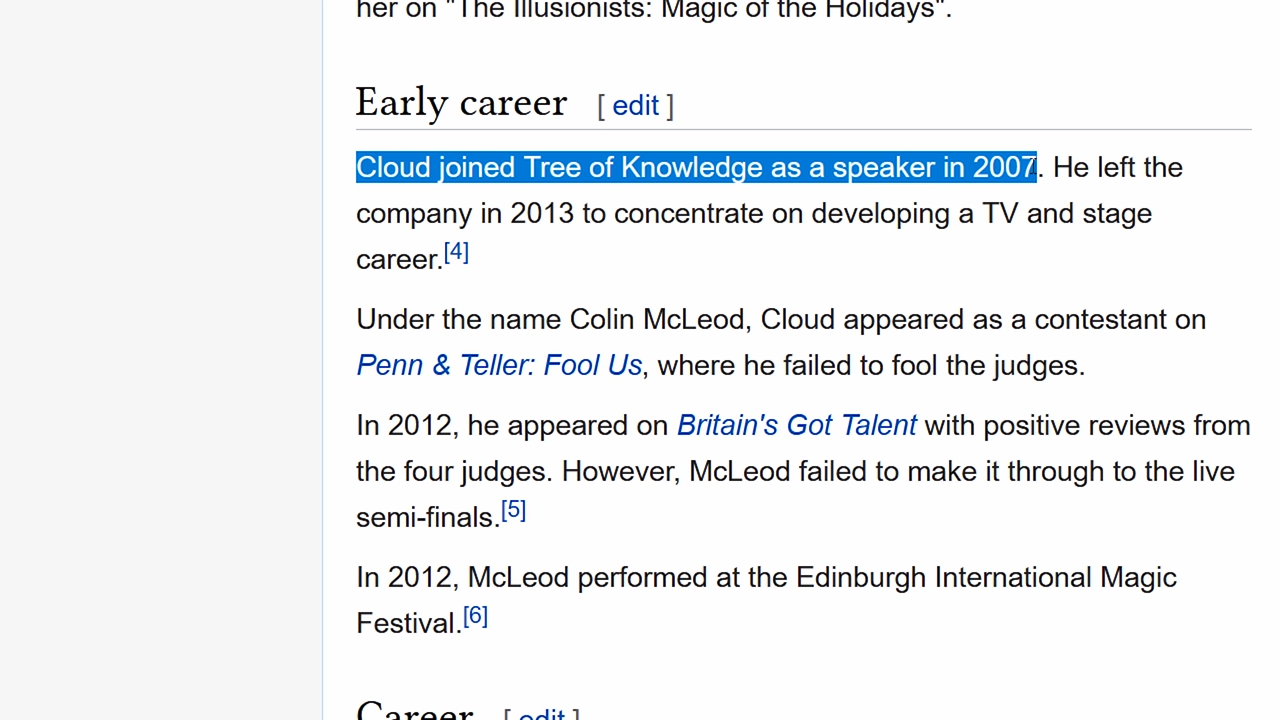 her on "The Illusionists: Magic of the Holidays".
Early career [ edit ]
Cloud joined Tree of Knowledge as a speaker in 2007. He left the
company in 2013 to concentrate on developing a TV and stage
career.[4]
Under the name Colin McLeod, Cloud appeared as a contestant on
Penn & Teller: Fool Us, where he failed to fool the judges.
In 2012, he appeared on Britain's Got Talent with positive reviews from
the four judges. However, McLeod failed to make it through to the live
semi-finals.[5]
In 2012, McLeod performed at the Edinburgh International Magic
Festival.[6]
Career [ edit ]